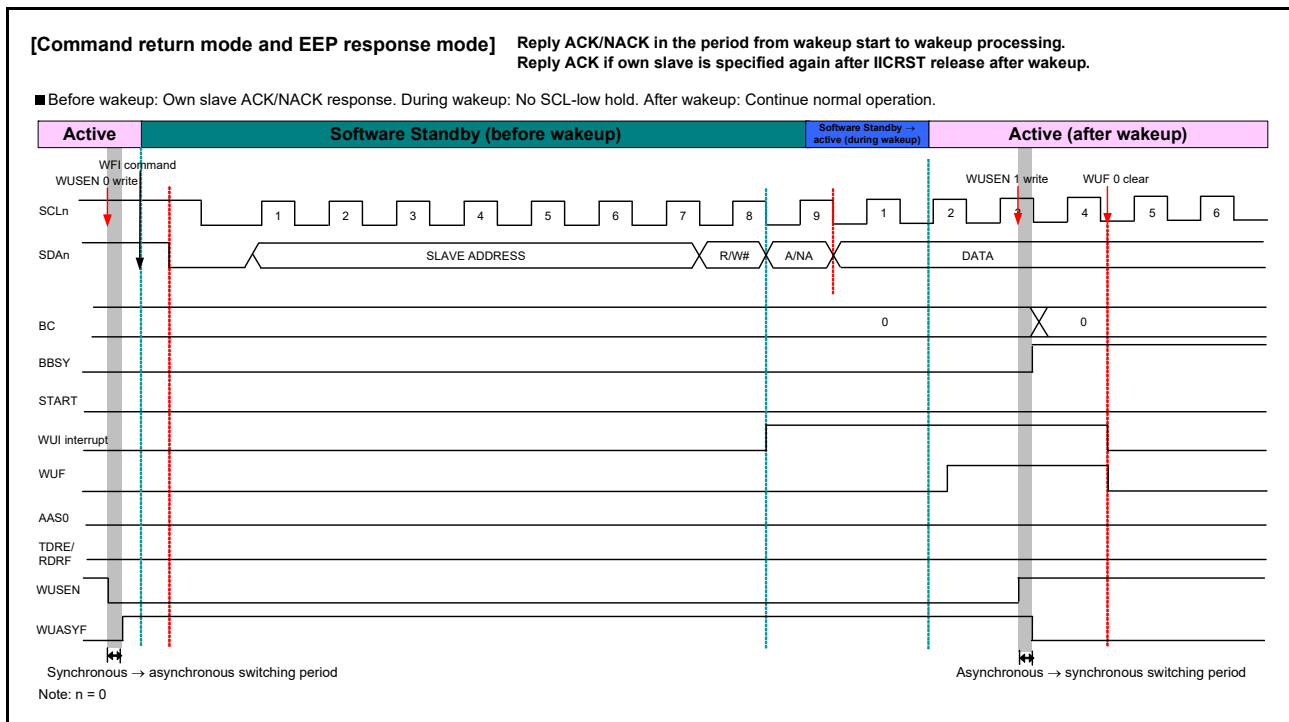 [Command return mode and EEP response mode] Reply ACK/NACK in the period from wakeup start to wakeup processing.
Reply ACK if own slave is specified again after IICRST release after wakeup.
■ Before wakeup: Own slave ACK/NACK response. During wakeup: No SCL-low hold. After wakeup: Continue normal operation.
Active Software Standby (before wakeup) Software Standby → active (during wakeup) Active (after wakeup)
WFI command
WUSEN 0 write WUSEN 1 write WUF 0 clear
SCLn 1 2 3 4 5 6 7 8 9 1 2 3 4 5 6
SDAn SLAVE ADDRESS R/W# A/NA DATA
BC 0 0
BBSY
START
WUI interrupt
WUF
AAS0
TDRE/
RDRF
WUSEN
WUASYF
Synchronous → asynchronous switching period Asynchronous → synchronous switching period
Note: n = 0